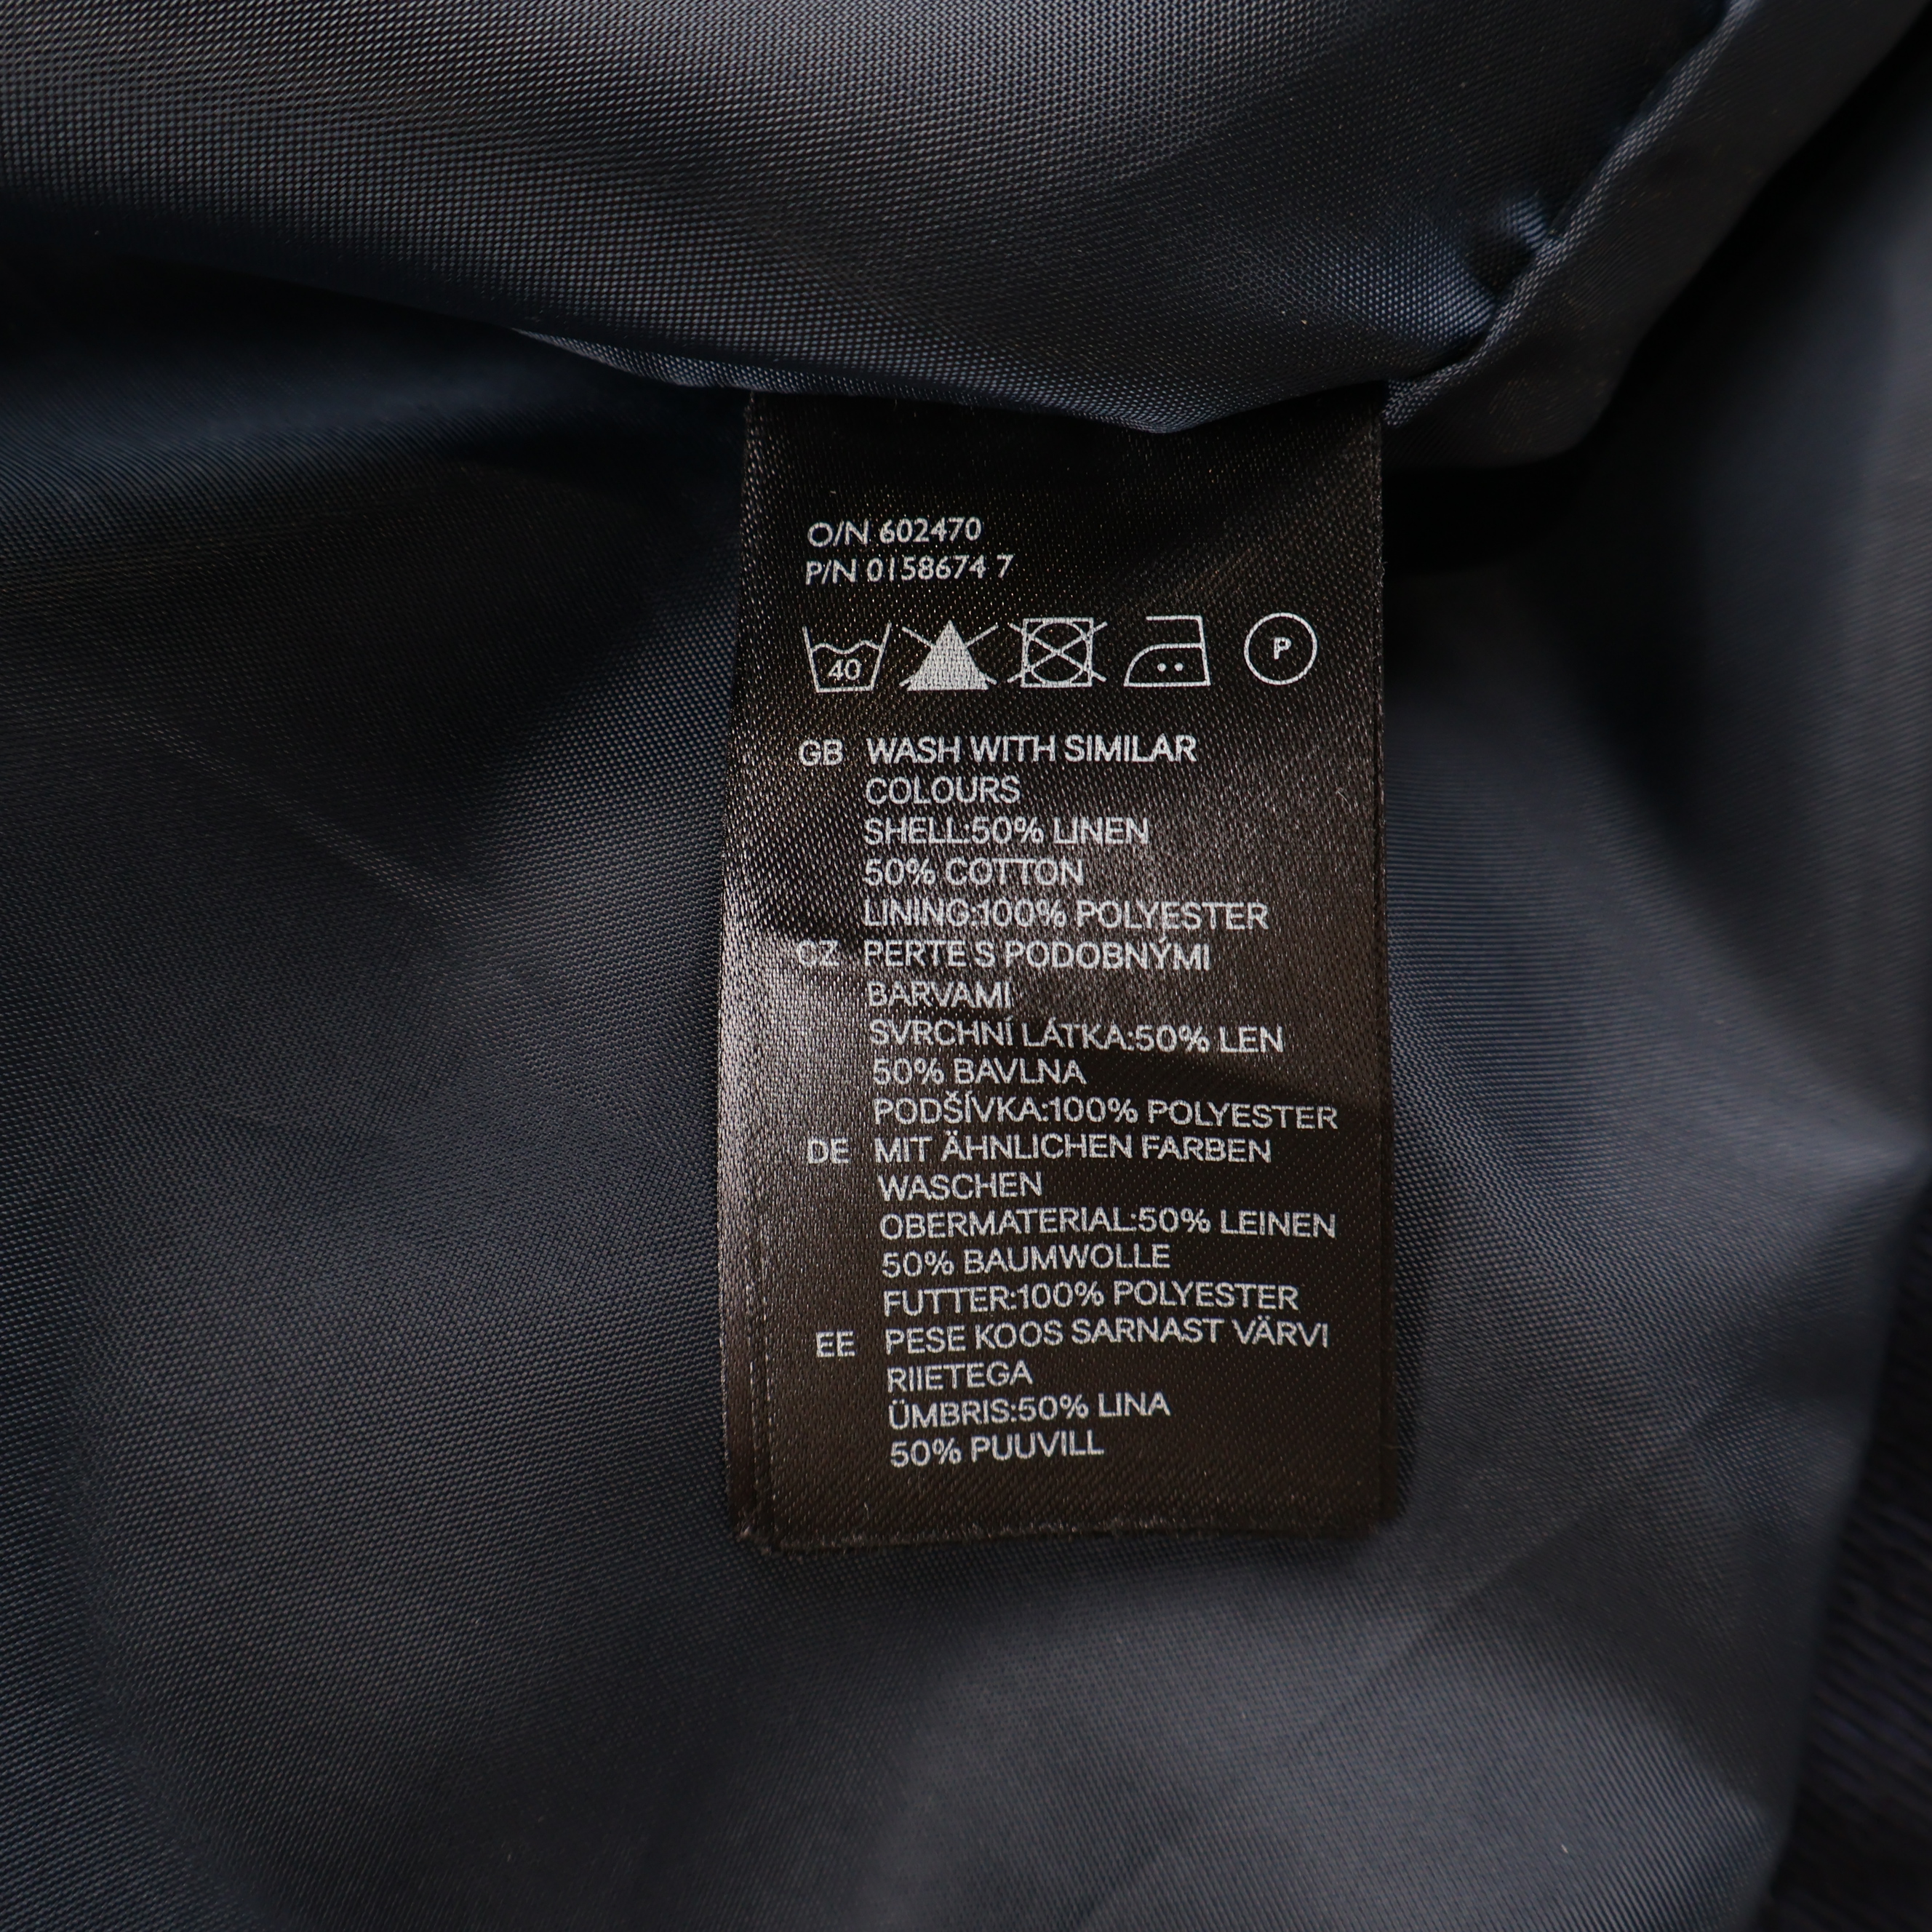 O/N 602470
P/N 0158674 7
40 P
GB WASH WITH SIMILAR
COLOURS
SHELL:50% LINEN
50% COTTON
LINING:100% POLYESTER
CZ PERTE S PODOBNÝMI
BARVAMI
SVRCHNÍ LÁTKA:50% LEN
50% BAVLNA
PODŠÍVKA:100% POLYESTER
DE MIT ÄHNLICHEN FARBEN
WASCHEN
OBERMATERIAL:50% LEINEN
50% BAUMWOLLE
FUTTER:100% POLYESTER
EE PESE KOOS SARNAST VÄRVI
RIIETEGA
ÜMBRIS:50% LINA
50% PUUVILL